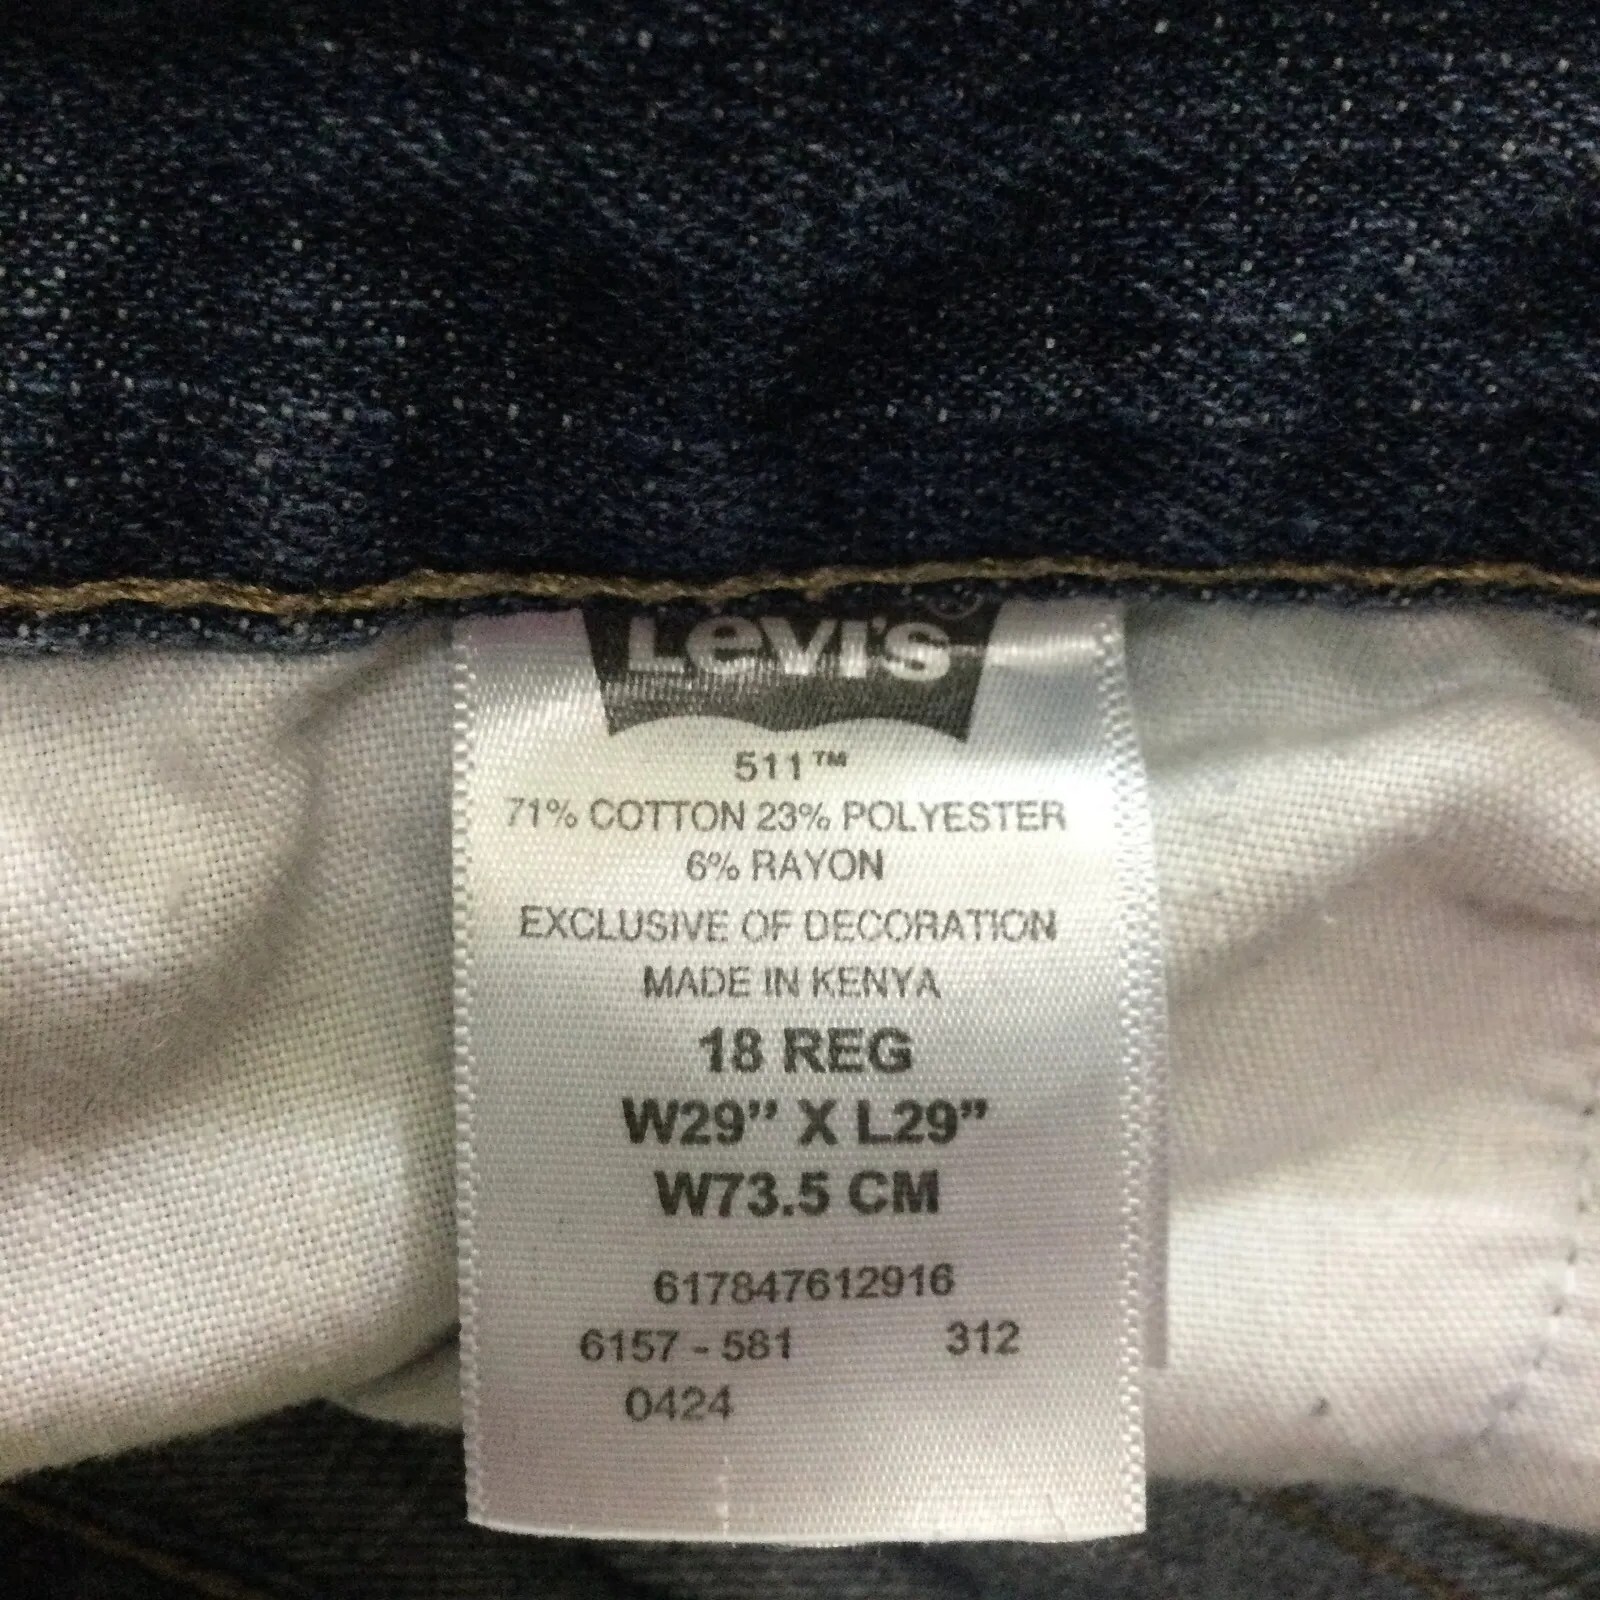 Levi's
511™
71% COTTON 23% POLYESTER
6% RAYON
EXCLUSIVE OF DECORATION
MADE IN KENYA
18 REG
W29” X L29”
W73.5 CM
617847612916
6157 - 581 312
0424